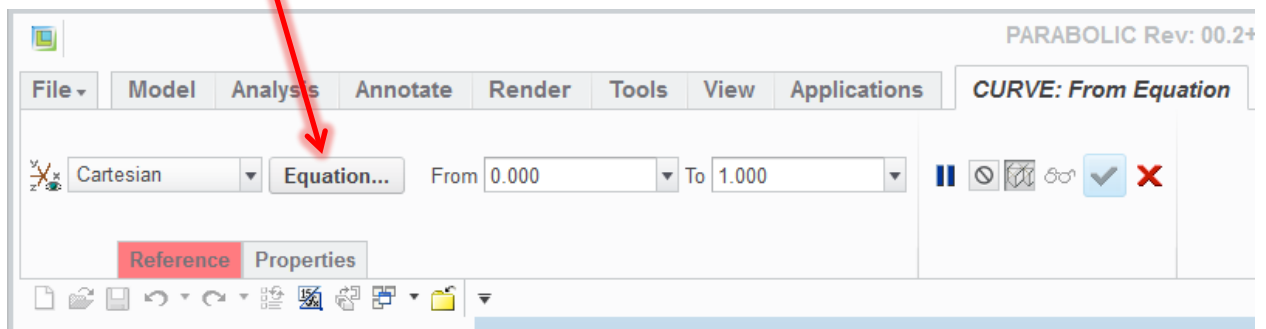 PARABOLIC Rev: 00.2+
File Model Analysis Annotate Render Tools View Applications CURVE: From Equation
Cartesian Equation... From 0.000 To 1.000
Reference Properties